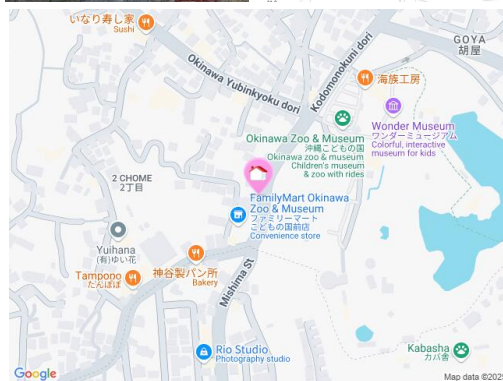 いなり寿し家
Sushi
GOYA
胡屋
Okinawa Yubinkyoku dori
Kodomonokuni dori
海族工房
Wonder Museum
ワンダーミュージアム
Colorful, interactive
museum for kids
Okinawa Zoo & Museum
沖縄こどもの国
Okinawa zoo & museum
Children's museum
& zoo with rides
2 CHOME
2丁目
FamilyMart Okinawa
Zoo & Museum
ファミリーマート
こどもの国前店
Convenience store
Yuihana
(有)ゆい花
Tampopo
たんぽぽ
神谷製パン所
Bakery
Mishima St
Rio Studio
Photography studio
Kabasha
カバ舎
Google
Map data ©202